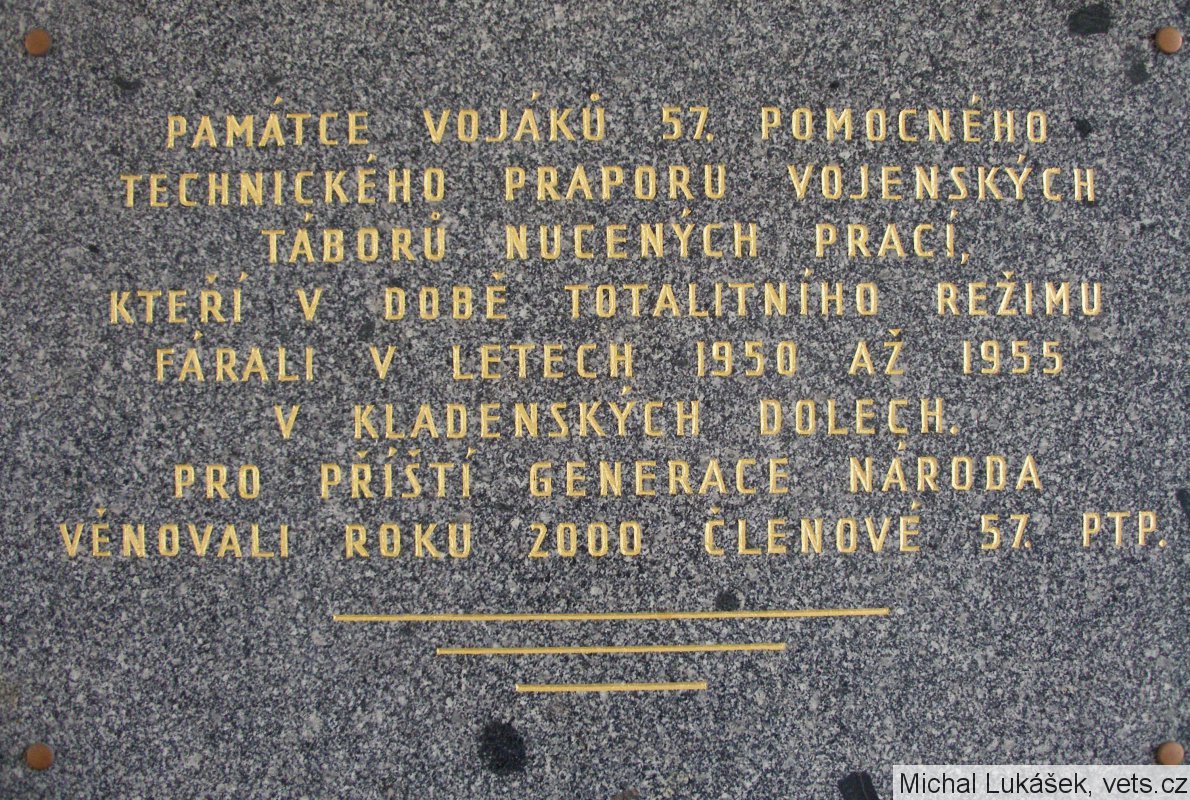 PAMÁTCE VOJÁKŮ 57. POMOCNÉHO
TECHNICKÉHO PRAPORU VOJENSKÝCH
TÁBORŮ NUCENÝCH PRACÍ,
KTEŘÍ V DOBĚ TOTALITNÍHO REŽIMU
FÁRALI V LETECH 1950 AŽ 1955
V KLADENSKÝCH DOLECH.
PRO PŘÍŠTÍ GENERACE NÁRODA
VĚNOVALI ROKU 2000 ČLENOVÉ 57. PTP.
Michal Lukášek, vets.cz